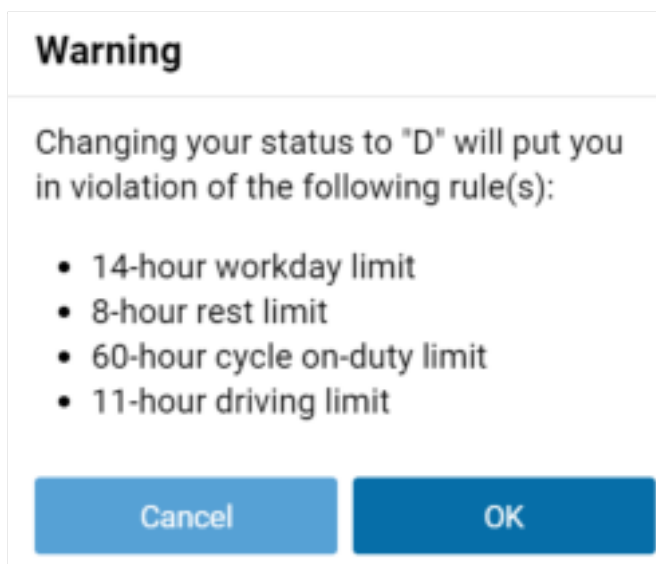 Warning
Changing your status to "D" will put you
in violation of the following rule(s):
• 14-hour workday limit
• 8-hour rest limit
• 60-hour cycle on-duty limit
• 11-hour driving limit
Cancel OK